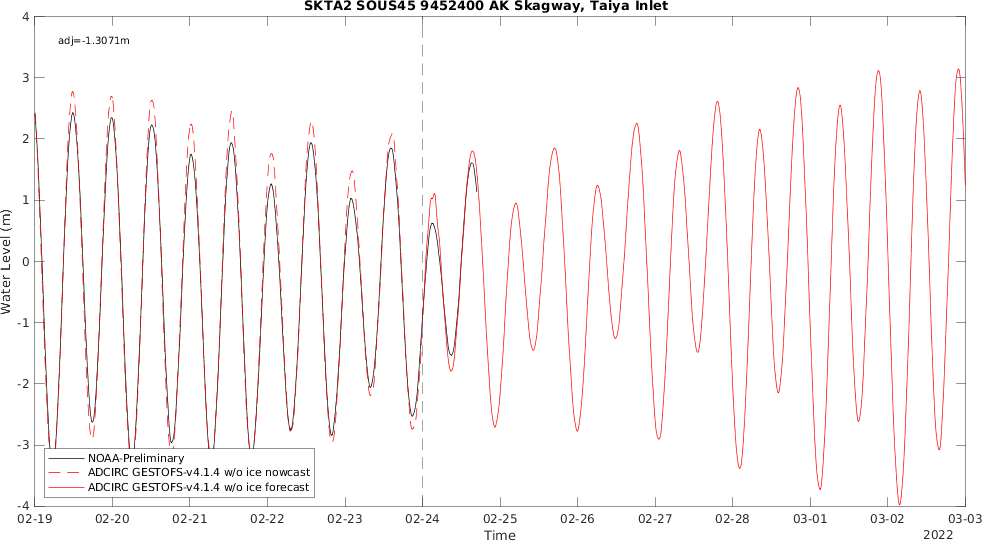 SKTA2 SOUS45 9452400 AK Skagway, Taiya Inlet
adj=-1.3071m
4
3
2
1
0
-1
-2
-3
-4
Water Level (m)
NOAA-Preliminary
ADCIRC GESTOFS-v4.1.4 w/o ice nowcast
ADCIRC GESTOFS-v4.1.4 w/o ice forecast
02-19 02-20 02-21 02-22 02-23 02-24 02-25 02-26 02-27 02-28 03-01 03-02 03-03
Time
2022